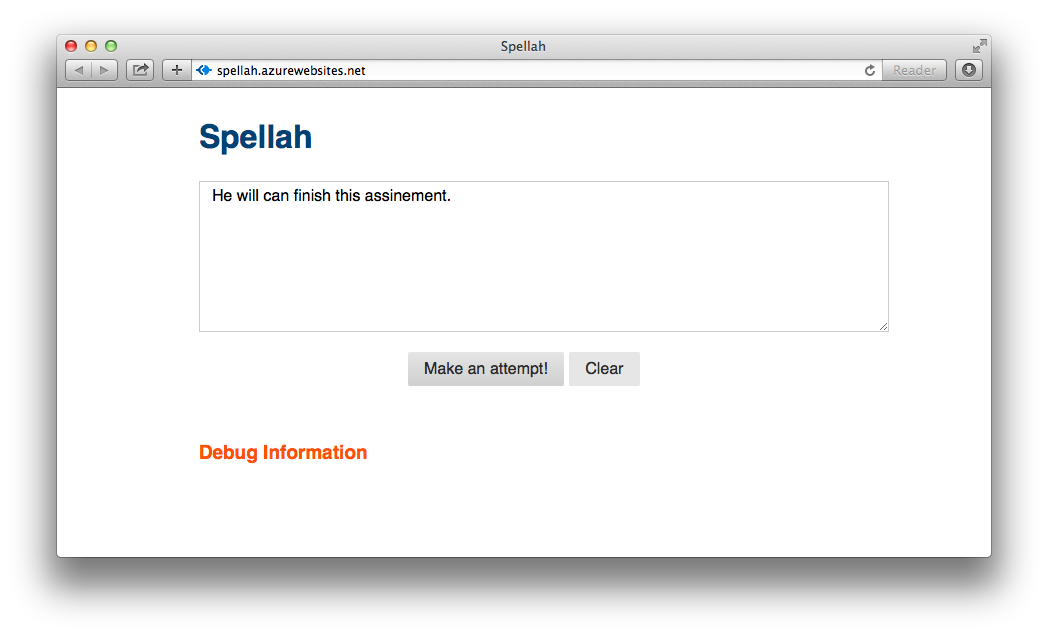 Spellah
spellah.azurewebsites.net
Reader
Spellah
He will can finish this assinement.
Make an attempt!
Clear
Debug Information